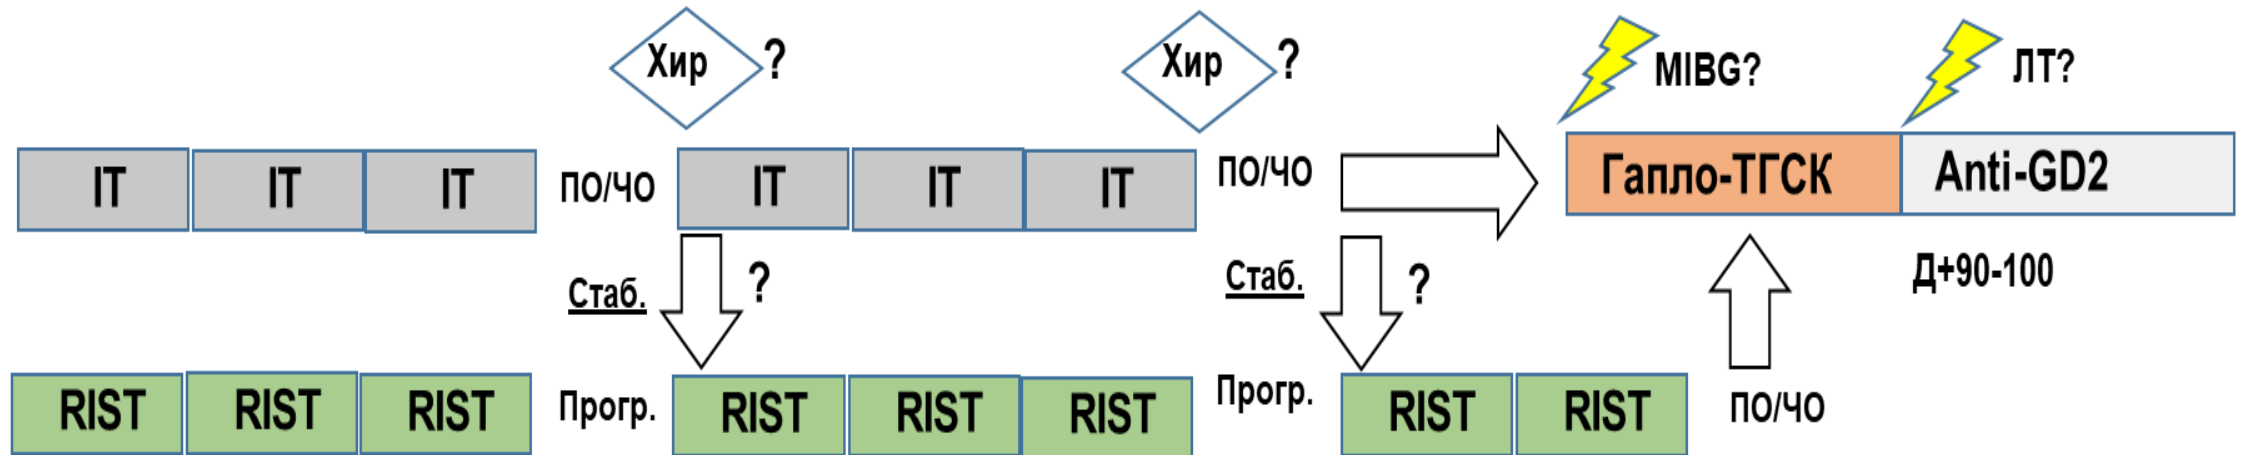 Хир ?
Хир ?
MIBG?
ЛТ?
IT IT IT ПО/ЧО IT IT IT ПО/ЧО Гапло-ТГСК Anti-GD2
Стаб. ?
Стаб. ?
Д+90-100
RIST RIST RIST Прогр. RIST RIST RIST Прогр. RIST RIST ПО/ЧО